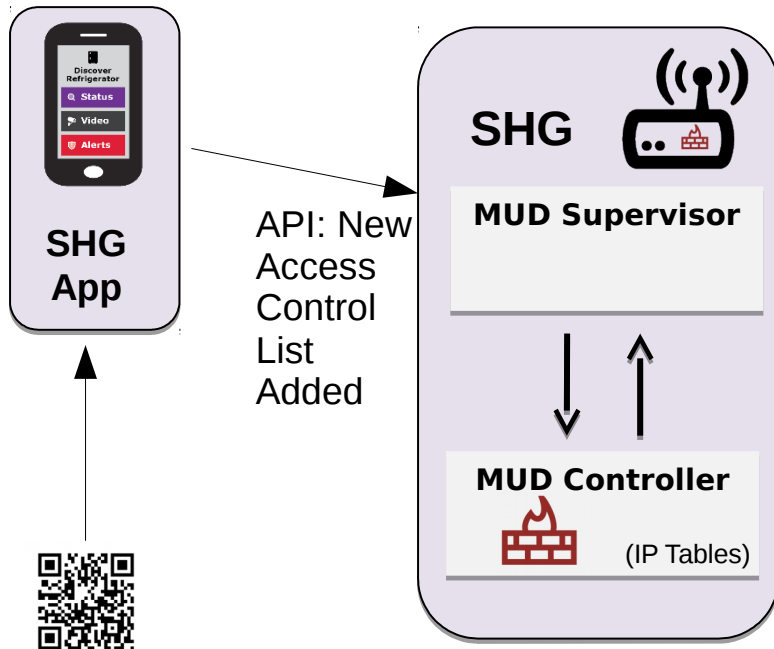 Discover
Refrigerator
Status
Video
Alerts
SHG
App
API: New
Access
Control
List
Added
SHG
MUD Supervisor
MUD Controller
(IP Tables)